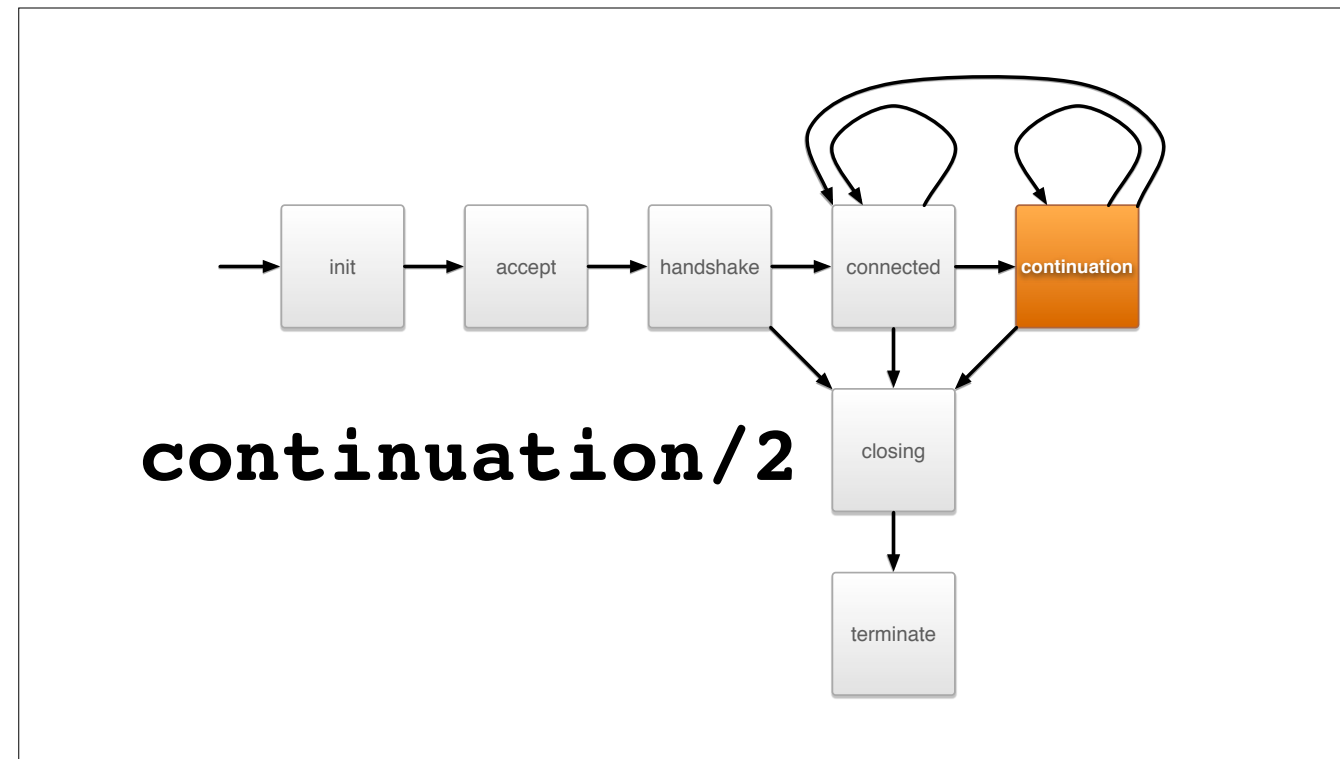 init
accept
handshake
connected
continuation
continuation/2
closing
terminate